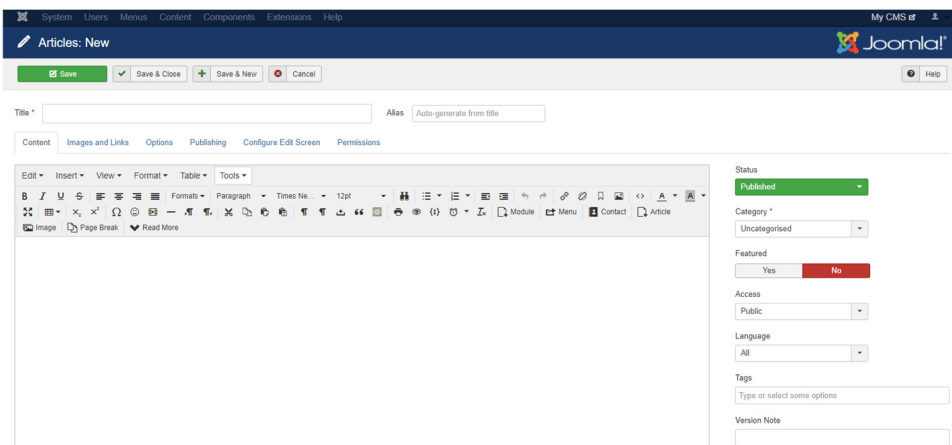 System Users Menus Content Components Extensions Help My CMS
Articles: New Joomla!
Save Save & Close Save & New Cancel Help
Title * Alias Auto-generate from title
Content Images and Links Options Publishing Configure Edit Screen Permissions
Edit Insert View Format Table Tools
B I U S Formats Paragraph Times Ne... 12pt A A
x₂ x² Ω Module Menu Contact Article
Image Page Break Read More
Status
Published
Category *
Uncategorised
Featured
Yes No
Access
Public
Language
All
Tags
Type or select some options
Version Note